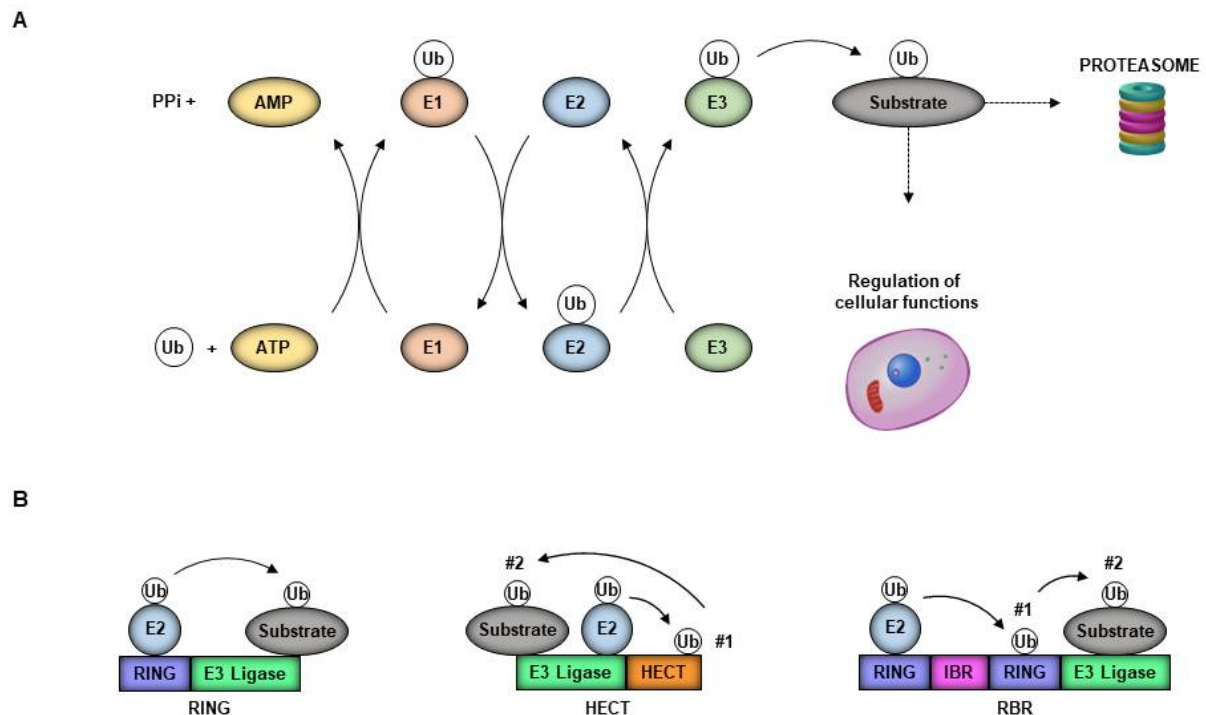 A
Ub Ub Ub
PPi + AMP E1 E2 E3 Substrate PROTEASOME
Regulation of
cellular functions
Ub
Ub + ATP E1 E2 E3
B
#2 #2
Ub Ub Ub Ub Ub Ub Ub
#1
E2 Substrate Substrate E2 Ub #1 E2 Ub Substrate
RING E3 Ligase E3 Ligase HECT RING IBR RING E3 Ligase
RING HECT RBR